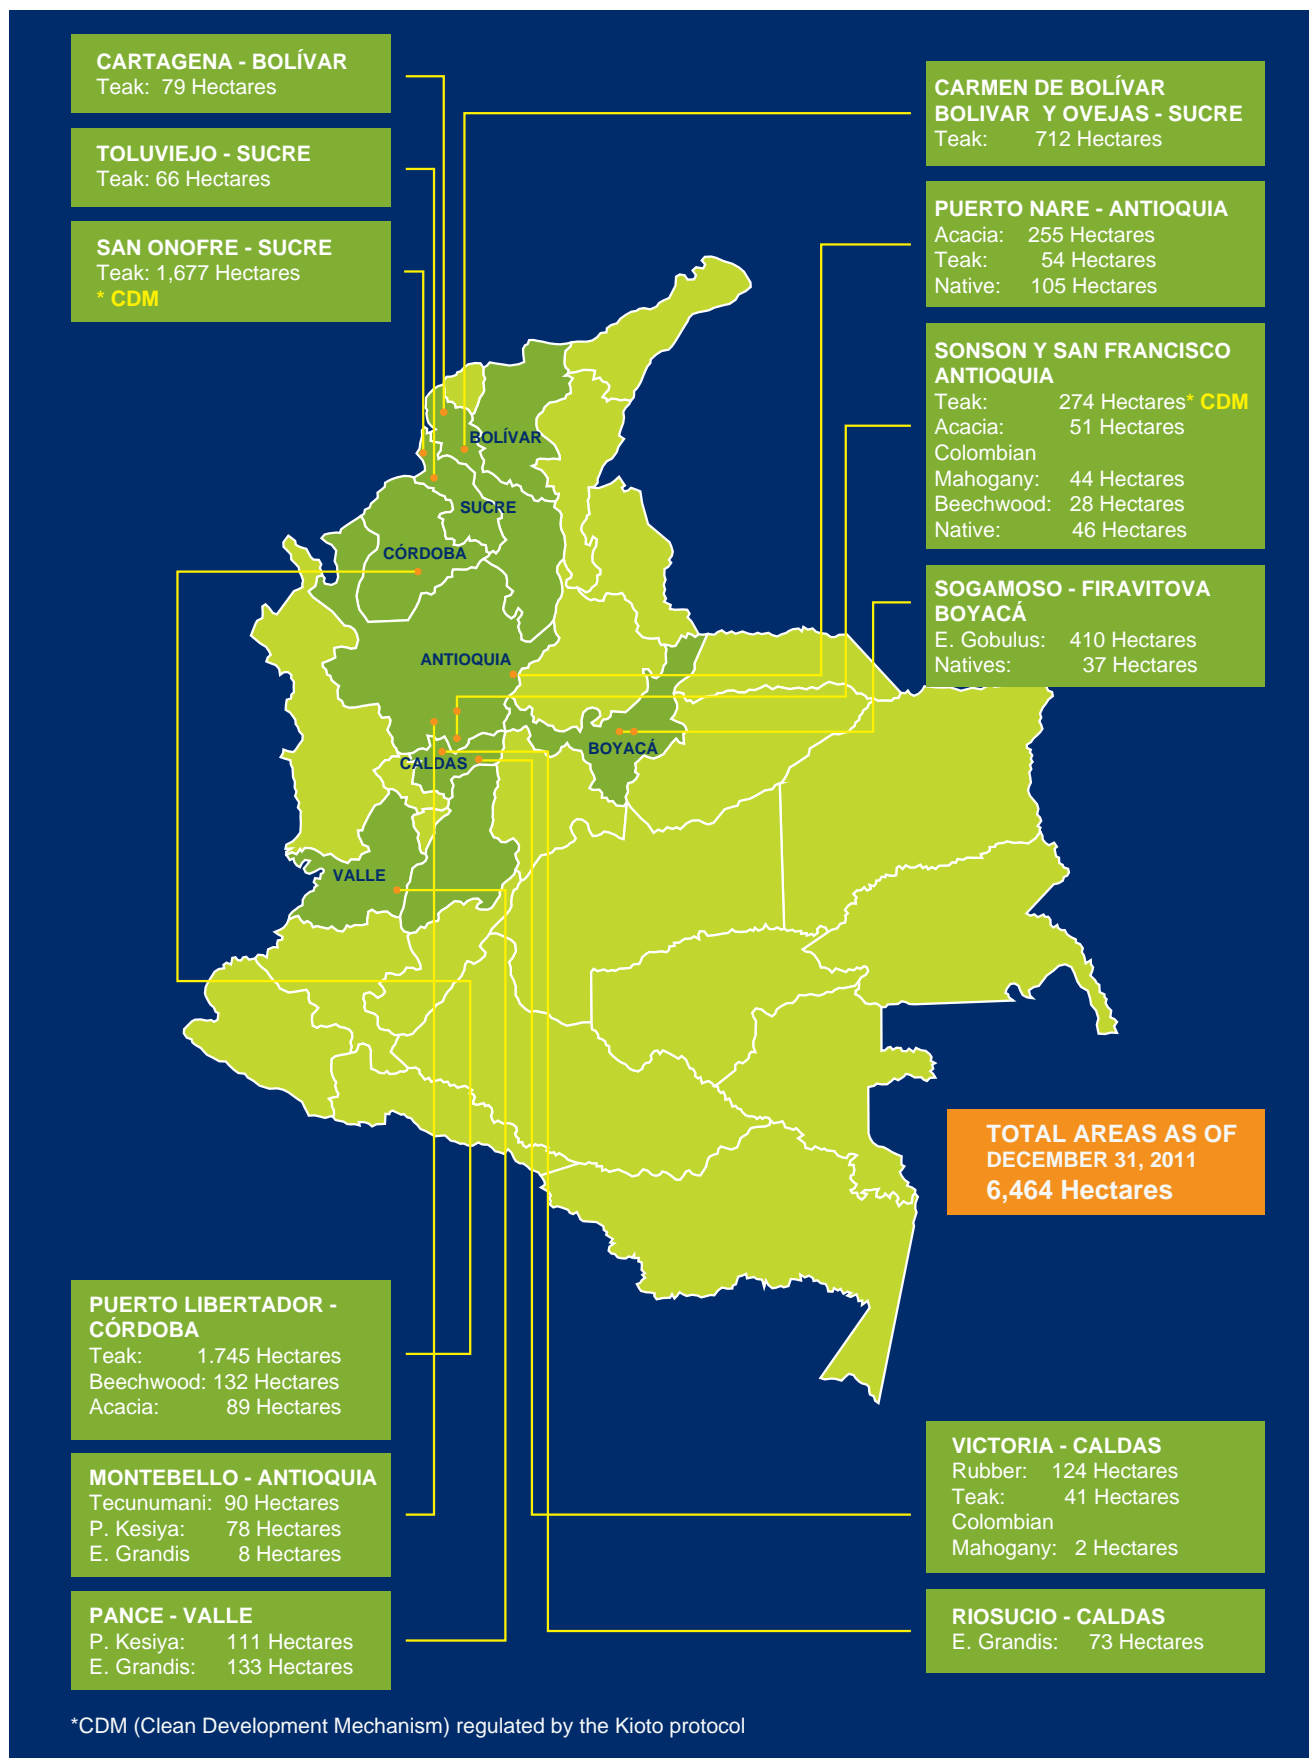 CARTAGENA - BOLÍVAR
Teak: 79 Hectares
TOLUVIEJO - SUCRE
Teak: 66 Hectares
SAN ONOFRE - SUCRE
Teak: 1,677 Hectares
* CDM
CARMEN DE BOLÍVAR
BOLIVAR Y OVEJAS - SUCRE
Teak: 712 Hectares
PUERTO NARE - ANTIOQUIA
Acacia: 255 Hectares
Teak: 54 Hectares
Native: 105 Hectares
SONSON Y SAN FRANCISCO
ANTIOQUIA
Teak: 274 Hectares* CDM
Acacia: 51 Hectares
Colombian
Mahogany: 44 Hectares
Beechwood: 28 Hectares
Native: 46 Hectares
SOGAMOSO - FIRAVITOVA
BOYACÁ
E. Gobulus: 410 Hectares
Natives: 37 Hectares
BOLÍVAR
SUCRE
CÓRDOBA
ANTIOQUIA
BOYACÁ
CALDAS
VALLE
TOTAL AREAS AS OF
DECEMBER 31, 2011
6,464 Hectares
PUERTO LIBERTADOR -
CÓRDOBA
Teak: 1.745 Hectares
Beechwood: 132 Hectares
Acacia: 89 Hectares
MONTEBELLO - ANTIOQUIA
Tecunumani: 90 Hectares
P. Kesiya: 78 Hectares
E. Grandis 8 Hectares
PANCE - VALLE
P. Kesiya: 111 Hectares
E. Grandis: 133 Hectares
VICTORIA - CALDAS
Rubber: 124 Hectares
Teak: 41 Hectares
Colombian
Mahogany: 2 Hectares
RIOSUCIO - CALDAS
E. Grandis: 73 Hectares
*CDM (Clean Development Mechanism) regulated by the Kioto protocol